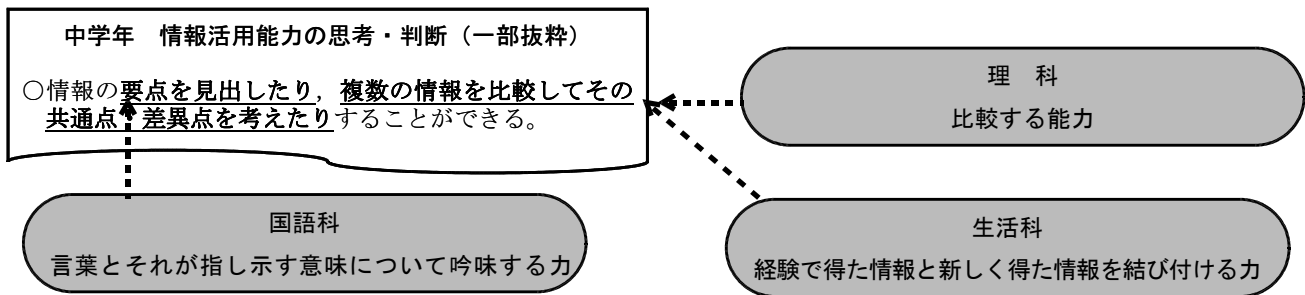 中学年　情報活用能力の思考・判断（一部抜粋）
○情報の要点を見出したり，複数の情報を比較してその
共通点・差異点を考えたりすることができる。
理　科
比較する能力
国語科
言葉とそれが指し示す意味について吟味する力
生活科
経験で得た情報と新しく得た情報を結び付ける力